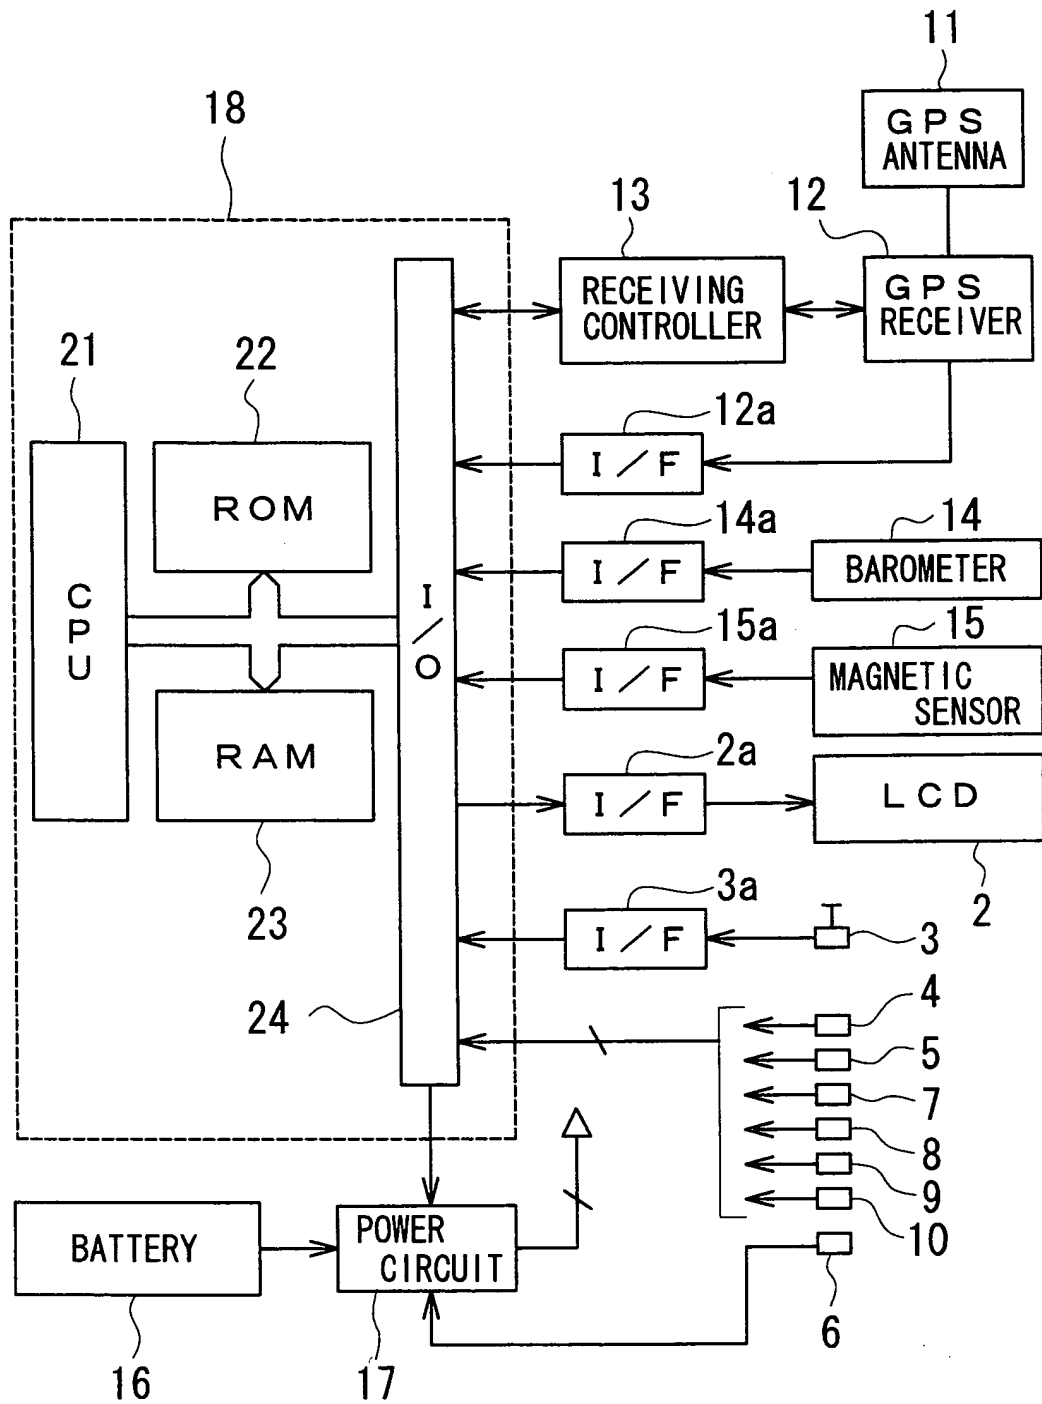 11
GPS
ANTENNA
18
13
12
RECEIVING
CONTROLLER
GPS
RECEIVER
21
22
12a
I/F
CPU
ROM
14a
14
I/F
BAROMETER
I/O
15a
15
I/F
MAGNETIC
SENSOR
RAM
2a
I/F
LCD
23
3a
2
I/F
3
24
4
5
7
8
9
10
BATTERY
POWER
CIRCUIT
6
16
17